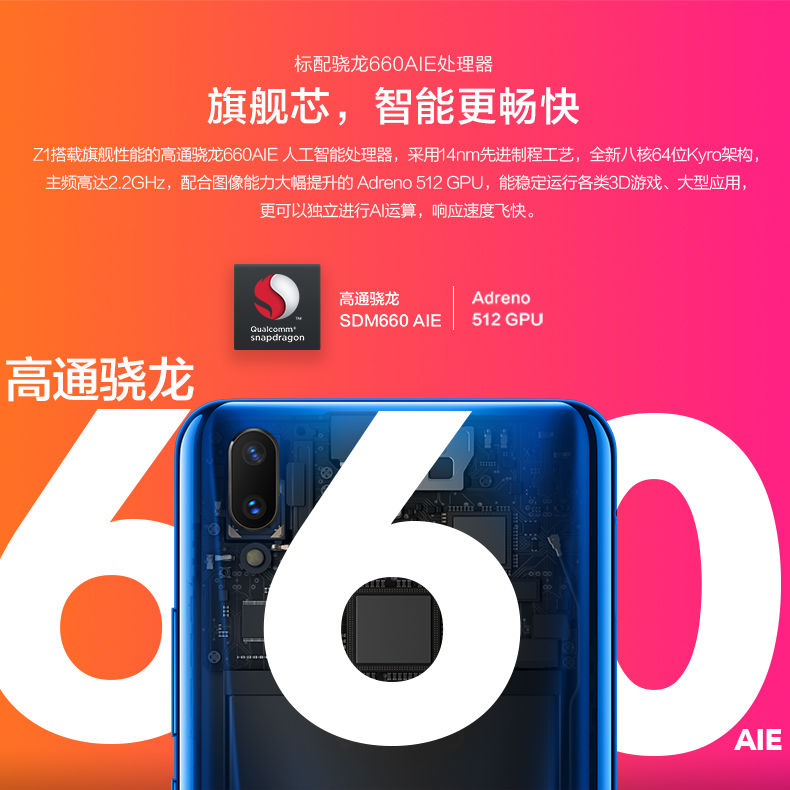 标配骁龙660AIE处理器
旗舰芯，智能更畅快
Z1搭载旗舰性能的高通骁龙660AIE 人工智能处理器，采用14nm先进制程工艺，全新八核64位Kyro架构，
主频高达2.2GHz，配合图像能力大幅提升的 Adreno 512 GPU，能稳定运行各类3D游戏、大型应用，
更可以独立进行AI运算，响应速度飞快。
Qualcomm®
snapdragon™
高通骁龙
SDM660 AIE
Adreno
512 GPU
高通骁龙
660
AIE